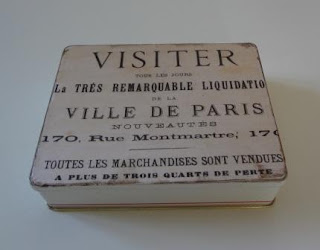 VISITER
TOUS LES JOURS
La TRÈS REMARQUABLE LIQUIDATIO
DE LA
VILLE DE PARIS
NOUVEAUTÉS
170, Rue Montmartre, 170
TOUTES LES MARCHANDISES SONT VENDUES
A PLUS DE TROIS QUARTS DE PERTE